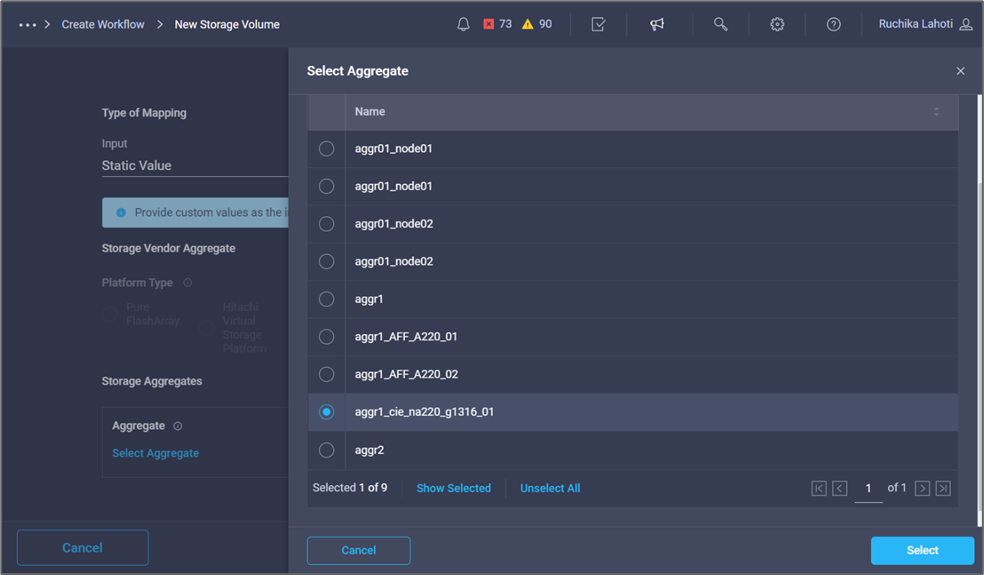 ••• > Create Workflow > New Storage Volume
73 90
Ruchika Lahoti
Select Aggregate
Type of Mapping
Input
Static Value
Provide custom values as the i
Storage Vendor Aggregate
Platform Type
Pure
FlashArray
Hitachi
Virtual
Storage
Platform
Storage Aggregates
Aggregate
Select Aggregate
Cancel
Name
aggr01_node01
aggr01_node01
aggr01_node02
aggr01_node02
aggr1
aggr1_AFF_A220_01
aggr1_AFF_A220_02
aggr1_cie_na220_g1316_01
aggr2
Selected 1 of 9 Show Selected Unselect All 1 of 1
Cancel Select